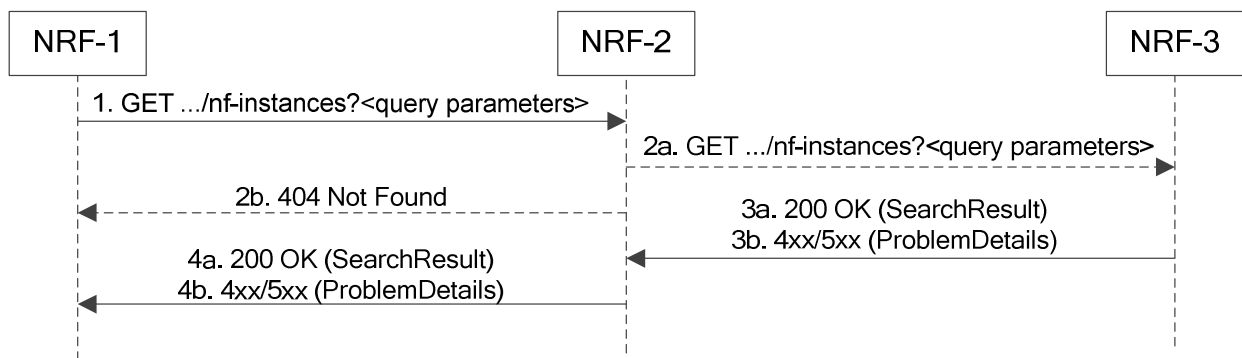 NRF-1
NRF-2
NRF-3
1. GET .../nf-instances?<query parameters>
2a. GET .../nf-instances?<query parameters>
2b. 404 Not Found
3a. 200 OK (SearchResult)
3b. 4xx/5xx (ProblemDetails)
4a. 200 OK (SearchResult)
4b. 4xx/5xx (ProblemDetails)